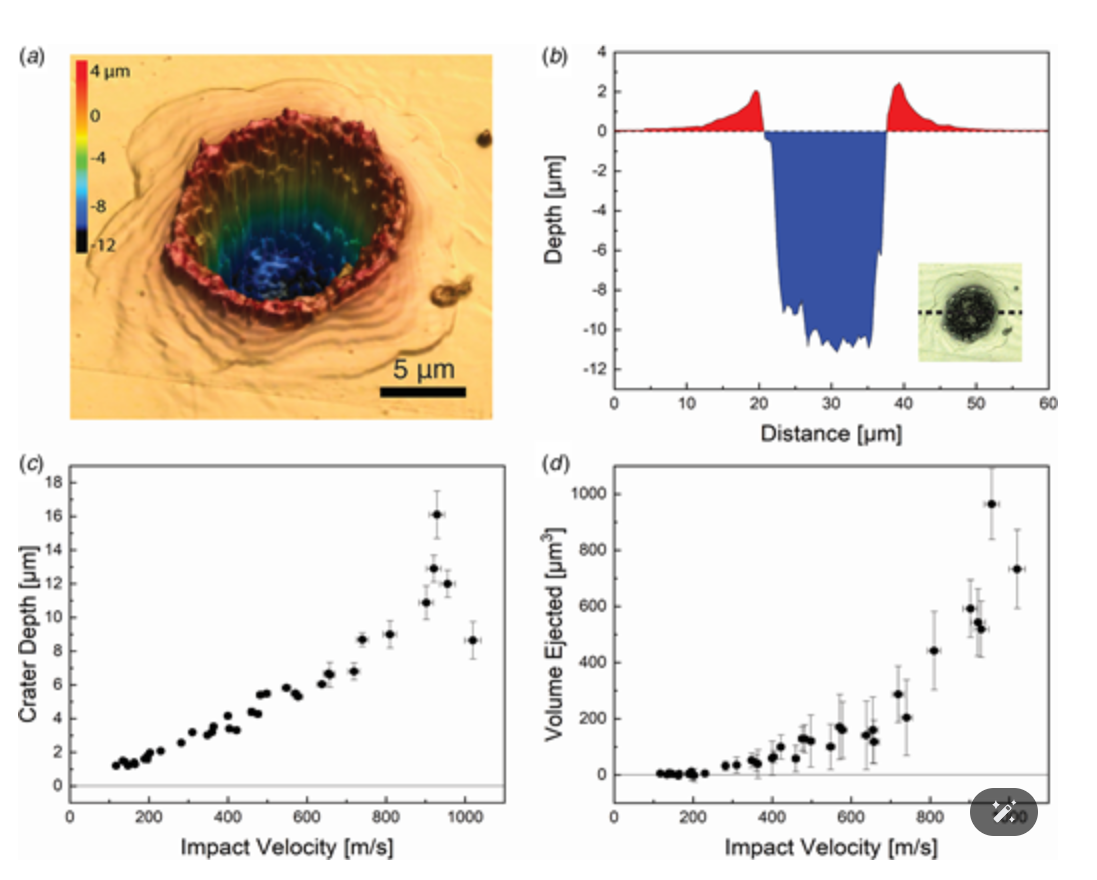 (a)
4 μm
0
-4
-8
-12
5 μm
(b)
4
2
0
-2
-4
-6
-8
-10
-12
Depth [μm]
0 10 20 30 40 50 60
Distance [μm]
(c)
18
16
14
12
10
8
6
4
2
0
Crater Depth [μm]
0 200 400 600 800 1000
Impact Velocity [m/s]
(d)
1000
800
600
400
200
0
Volume Ejected [μm³]
0 200 400 600 800
Impact Velocity [m/s]